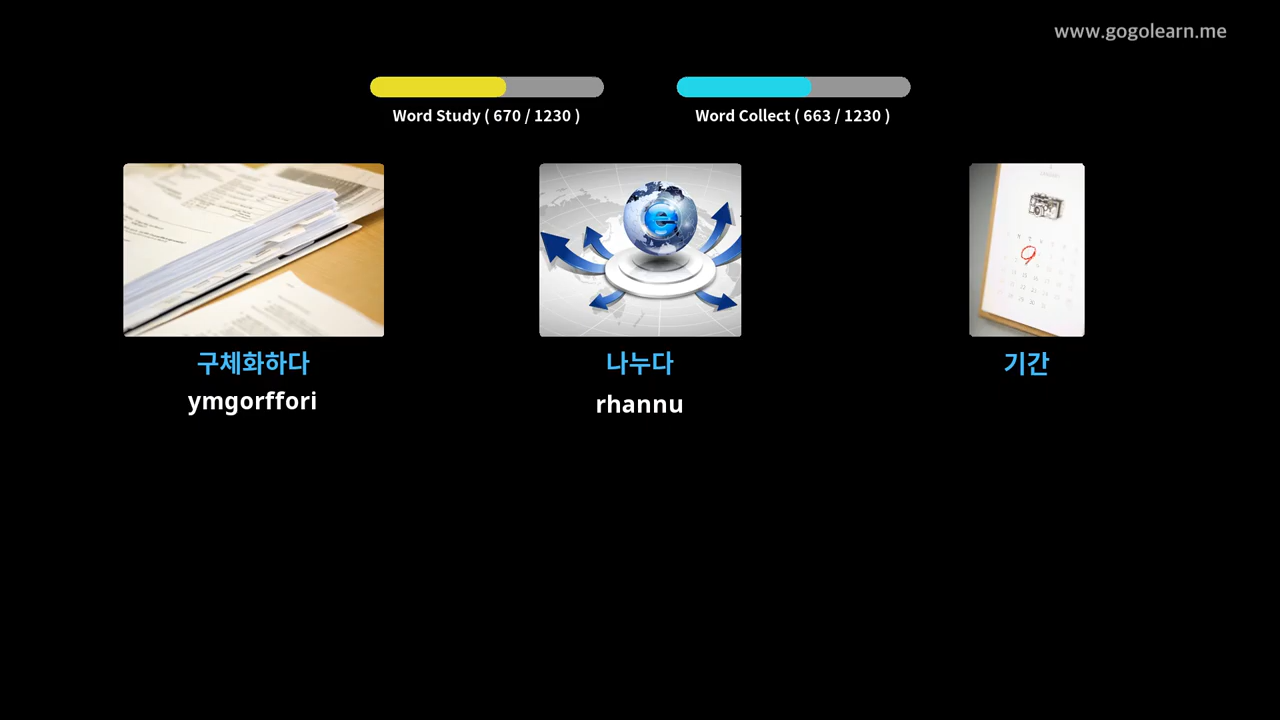 www.gogolearn.me
Word Study ( 670 / 1230 )
Word Collect ( 663 / 1230 )
e
구체화하다
나누다
기간
ymgorffori
rhannu